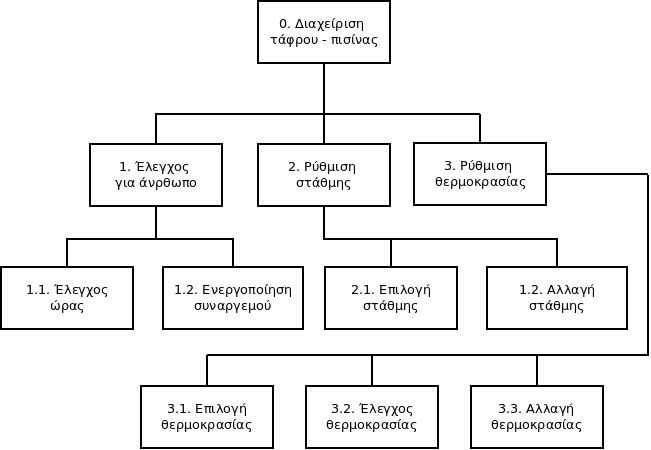 0. Διαχείριση
τάφρου - πισίνας
1. Έλεγχος
για άνρθωπο
2. Ρύθμιση
στάθμης
3. Ρύθμιση
θερμοκρασίας
1.1. Έλεγχος
ώρας
1.2. Ενεργοποίηση
συναργεμού
2.1. Επιλογή
στάθμης
1.2. Αλλαγή
στάθμης
3.1. Επιλογή
θερμοκρασίας
3.2. Έλεγχος
θερμοκρασίας
3.3. Αλλαγή
θερμοκρασίας